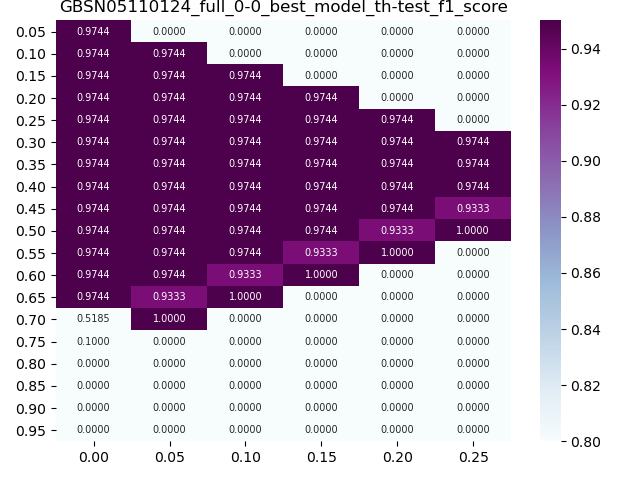 GBSN05110124_full_0-0_best_model_th-test_f1_score
0.05 0.9744 0.0000 0.0000 0.0000 0.0000 0.0000
0.10 0.9744 0.9744 0.0000 0.0000 0.0000 0.0000
0.15 0.9744 0.9744 0.9744 0.0000 0.0000 0.0000
0.20 0.9744 0.9744 0.9744 0.9744 0.0000 0.0000
0.25 0.9744 0.9744 0.9744 0.9744 0.9744 0.0000
0.30 0.9744 0.9744 0.9744 0.9744 0.9744 0.9744
0.35 0.9744 0.9744 0.9744 0.9744 0.9744 0.9744
0.40 0.9744 0.9744 0.9744 0.9744 0.9744 0.9744
0.45 0.9744 0.9744 0.9744 0.9744 0.9744 0.9333
0.50 0.9744 0.9744 0.9744 0.9744 0.9333 1.0000
0.55 0.9744 0.9744 0.9744 0.9333 1.0000 0.0000
0.60 0.9744 0.9744 0.9333 1.0000 0.0000 0.0000
0.65 0.9744 0.9333 1.0000 0.0000 0.0000 0.0000
0.70 0.5185 1.0000 0.0000 0.0000 0.0000 0.0000
0.75 0.1000 0.0000 0.0000 0.0000 0.0000 0.0000
0.80 0.0000 0.0000 0.0000 0.0000 0.0000 0.0000
0.85 0.0000 0.0000 0.0000 0.0000 0.0000 0.0000
0.90 0.0000 0.0000 0.0000 0.0000 0.0000 0.0000
0.95 0.0000 0.0000 0.0000 0.0000 0.0000 0.0000
0.00 0.05 0.10 0.15 0.20 0.25
0.94
0.92
0.90
0.88
0.86
0.84
0.82
0.80